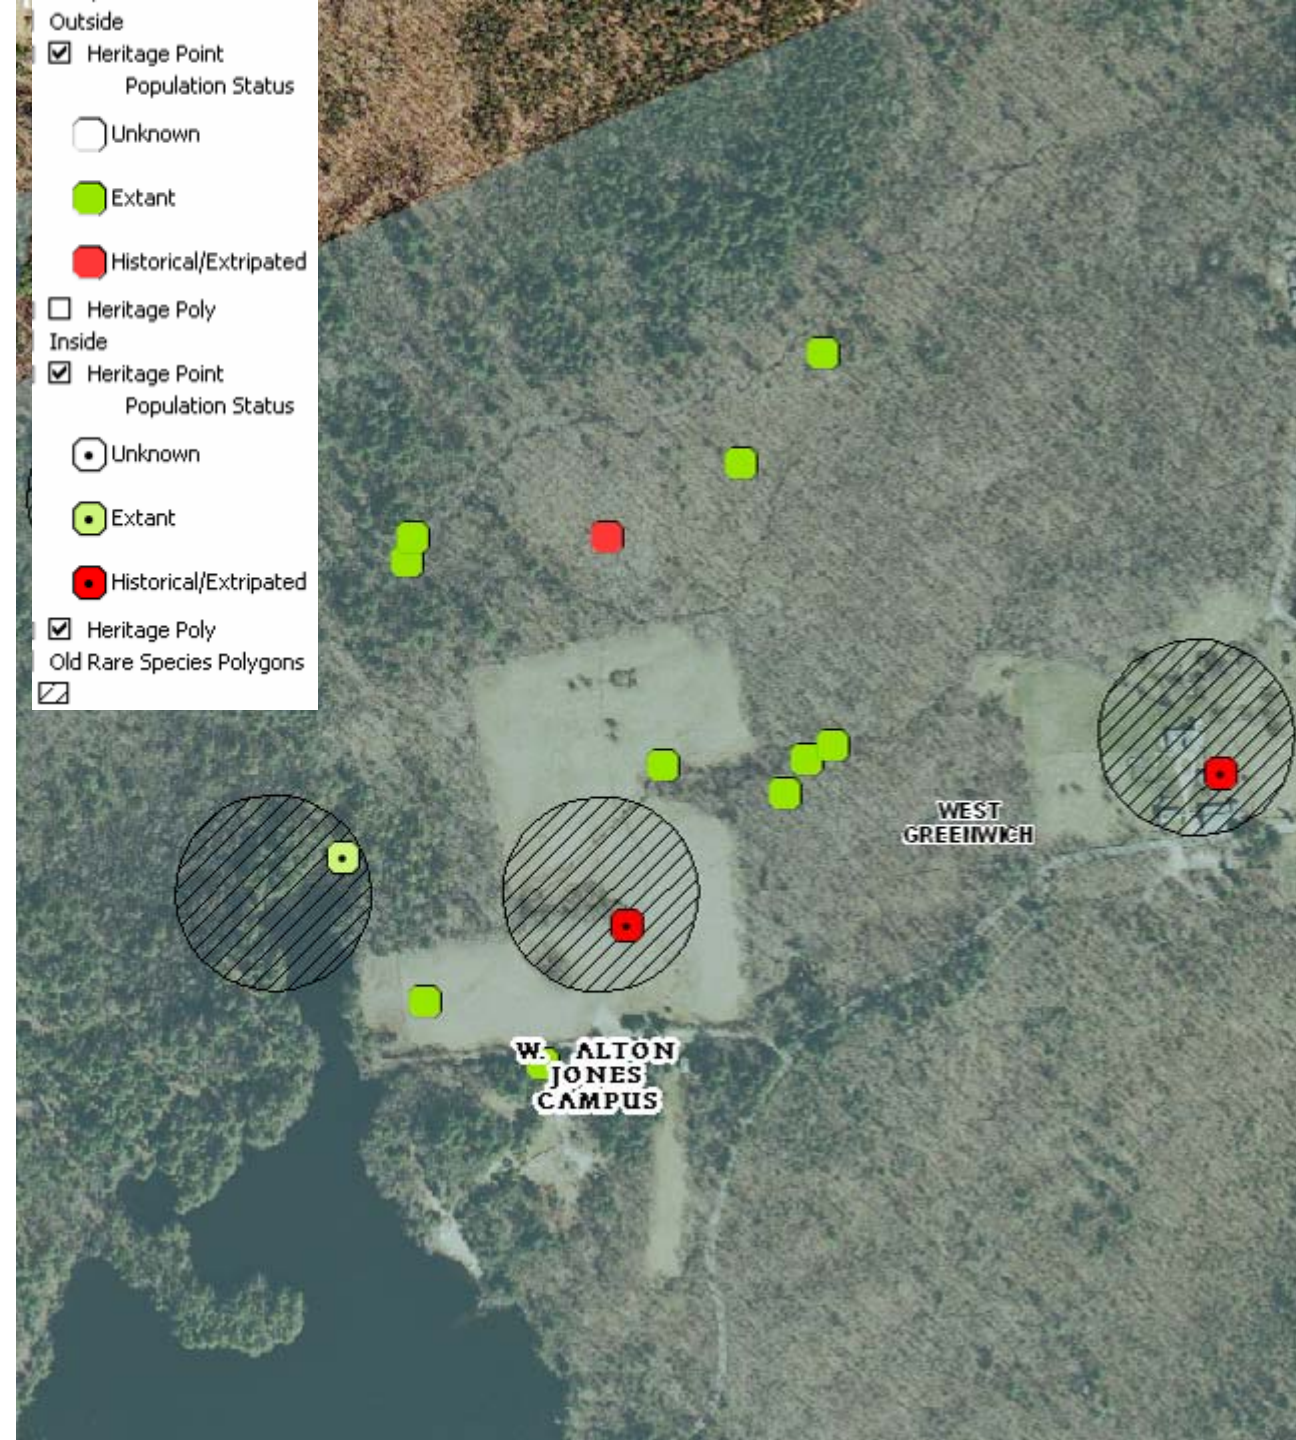 Outside
Heritage Point
Population Status
Unknown
Extant
Historical/Extripated
Heritage Poly
Inside
Heritage Point
Population Status
Unknown
Extant
Historical/Extripated
Heritage Poly
Old Rare Species Polygons
WEST
GREENWICH
W. ALTON
JONES
CAMPUS